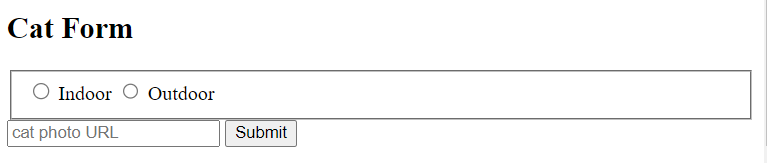 Cat Form
Indoor Outdoor
cat photo URL Submit